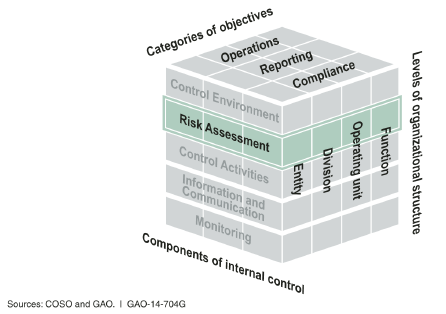 Categories of objectives
Operations
Reporting
Compliance
Levels of organizational structure
Control Environment
Risk Assessment
Control Activities
Information and
Communication
Monitoring
Entity
Division
Operating unit
Function
Components of internal control
Sources: COSO and GAO. | GAO-14-704G